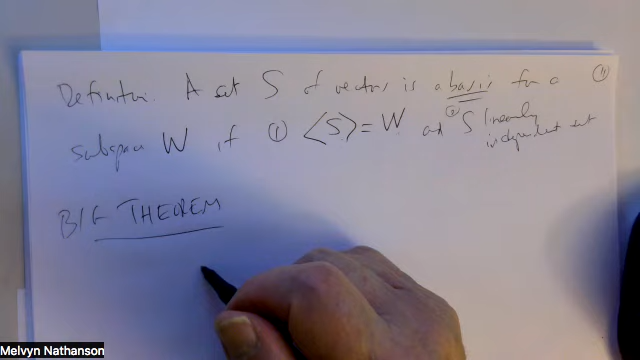 Definition. A set S of vectors is a basis for a ⑪
subspace W if ① <S> = W and ② S linearly
independent set
BIG THEOREM
Melvyn Nathanson